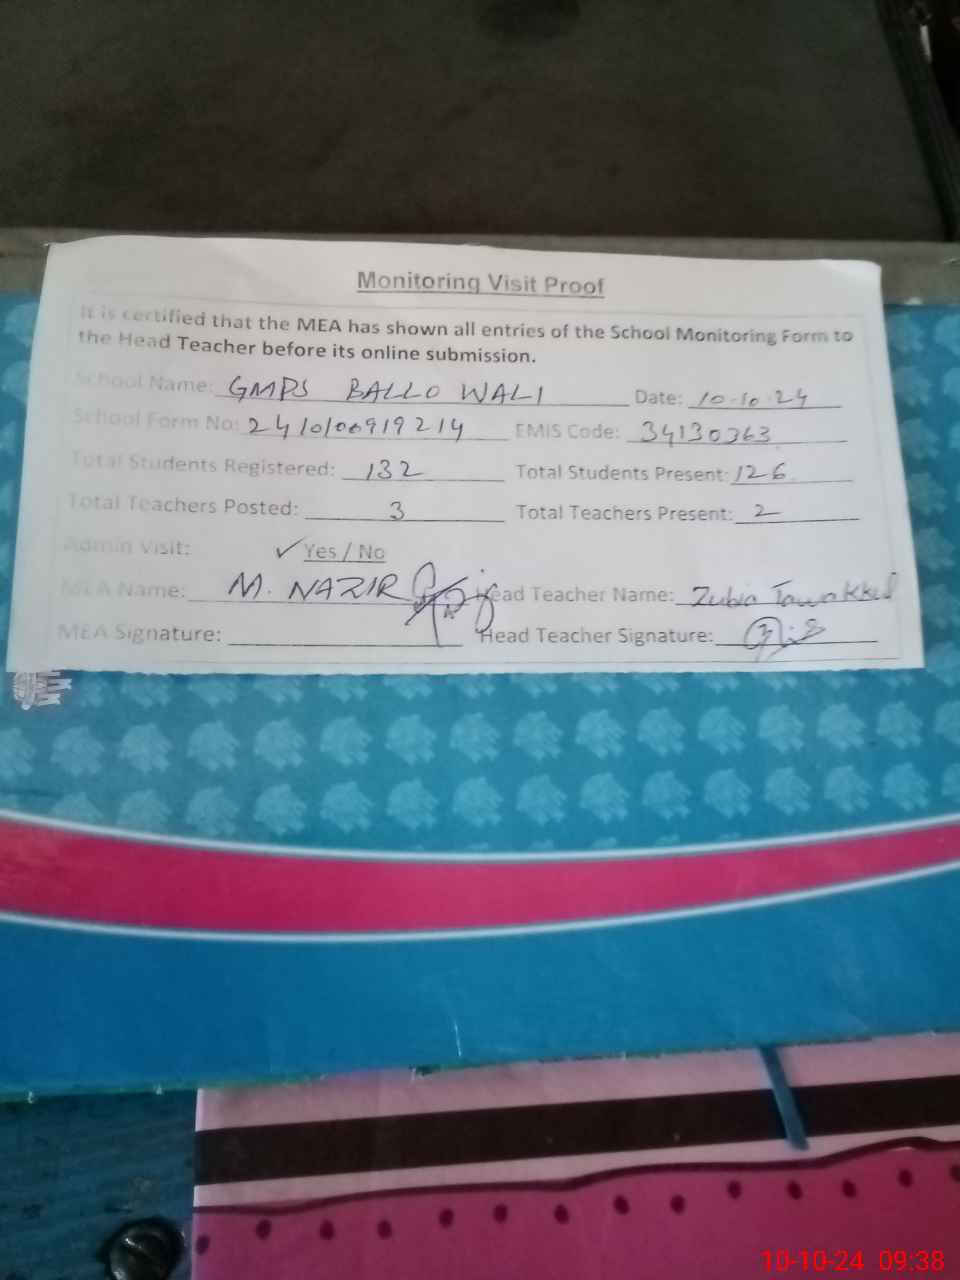 Monitoring Visit Proof
It is certified that the MEA has shown all entries of the School Monitoring Form to
the Head Teacher before its online submission.
School Name: GMPS BALLO WALI Date: 10-10-24
School Form No: 2410100919214 EMIS Code: 34130363
Total Students Registered: 132 Total Students Present: 126
Total Teachers Posted: 3 Total Teachers Present: 2
Admin Visit: ✓ Yes / No
MEA Name: M. NAZIR Head Teacher Name: Zubia Tawakkul
MEA Signature: Head Teacher Signature:
10-10-24 09:38